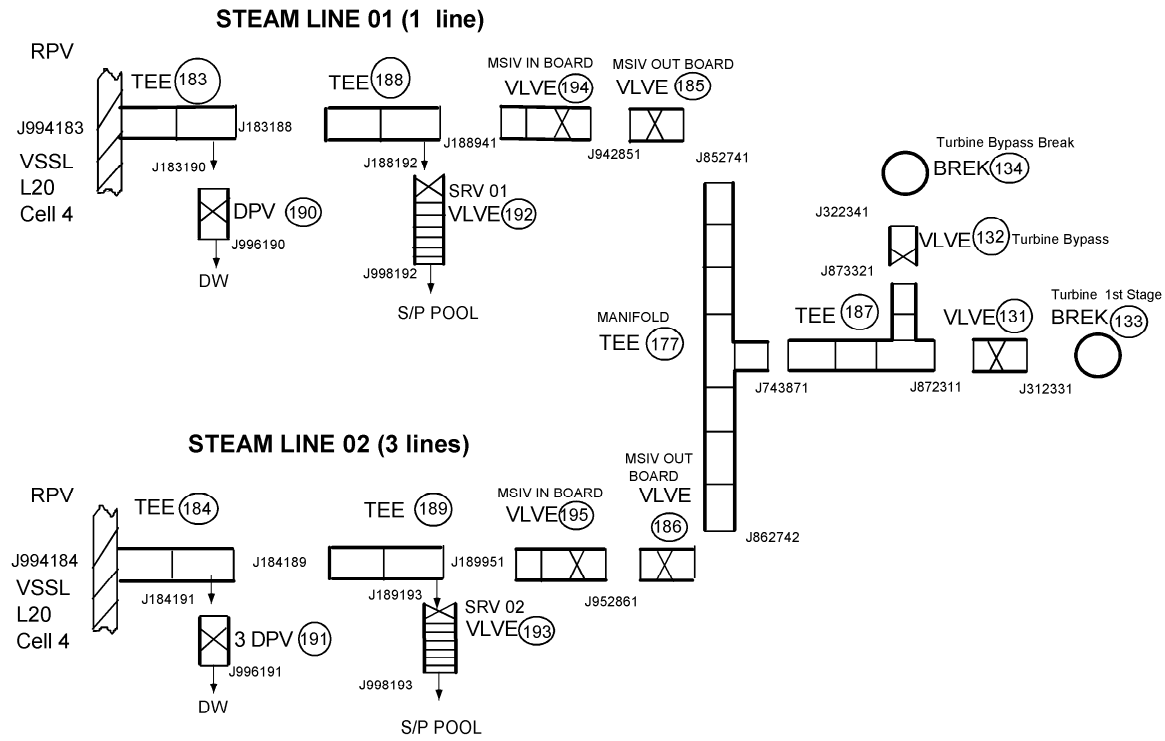 STEAM LINE 01 (1 line)
RPV
TEE 183
TEE 188
MSIV IN BOARD
VLVE 194
MSIV OUT BOARD
VLVE 185
J994183
J183188
J188941
J942851
J852741
VSSL
L20
Cell 4
J183190
DPV 190
J996190
DW
J188192
SRV 01
VLVE 192
J998192
S/P POOL
Turbine Bypass Break
BREK 134
J322341
VLVE 132 Turbine Bypass
J873321
MANIFOLD
TEE 177
TEE 187
VLVE 131
Turbine 1st Stage
BREK 133
J743871
J872311
J312331
STEAM LINE 02 (3 lines)
RPV
TEE 184
TEE 189
MSIV IN BOARD
VLVE 195
MSIV OUT
BOARD
VLVE
186
J862742
J994184
J184189
J189951
J952861
VSSL
L20
Cell 4
J184191
3 DPV 191
J996191
DW
J189193
SRV 02
VLVE 193
J998193
S/P POOL